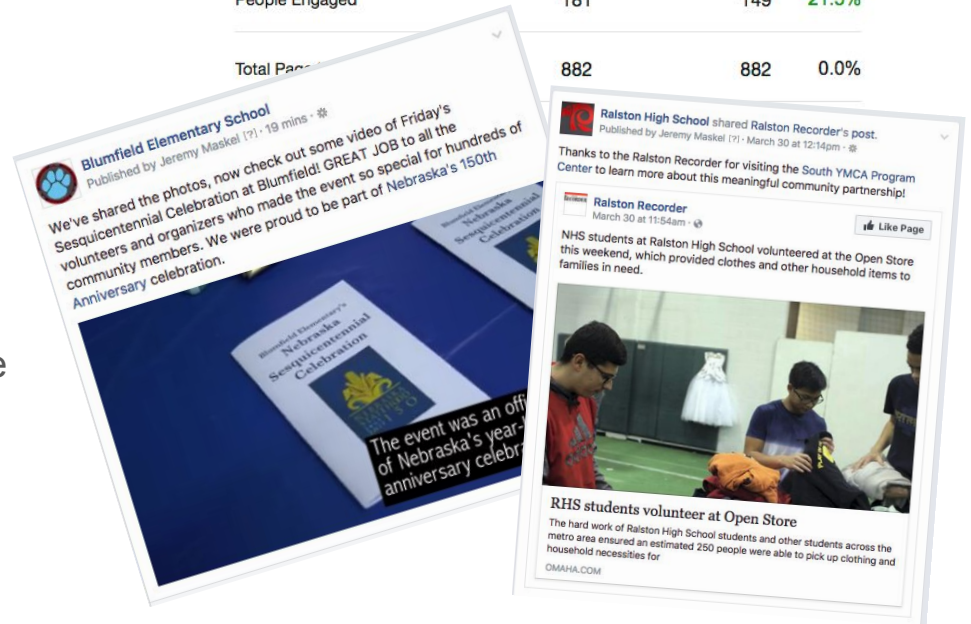 People Engaged 181 149 21.5%
Total Page 882 882 0.0%
Blumfield Elementary School
Published by Jeremy Maskel [?] · 19 mins ·
We've shared the photos, now check out some video of Friday's
Sesquicentennial Celebration at Blumfield! GREAT JOB to all the
volunteers and organizers who made the event so special for hundreds of
community members. We were proud to be part of Nebraska's 150th
Anniversary celebration.
Blumfield Elementary's
Nebraska
Sesquicentennial
Celebration
Nebraska
Sesquicentennial
Celebration
The event was an offi
of Nebraska's year-l
anniversary celebra
e
Ralston High School shared Ralston Recorder's post.
Published by Jeremy Maskel [?] · March 30 at 12:14pm ·
Thanks to the Ralston Recorder for visiting the South YMCA Program
Center to learn more about this meaningful community partnership!
Ralston Recorder
March 30 at 11:54am ·
Like Page
NHS students at Ralston High School volunteered at the Open Store
this weekend, which provided clothes and other household items to
families in need.
RHS students volunteer at Open Store
The hard work of Ralston High School students and other students across the
metro area ensured an estimated 250 people were able to pick up clothing and
household necessities for
OMAHA.COM